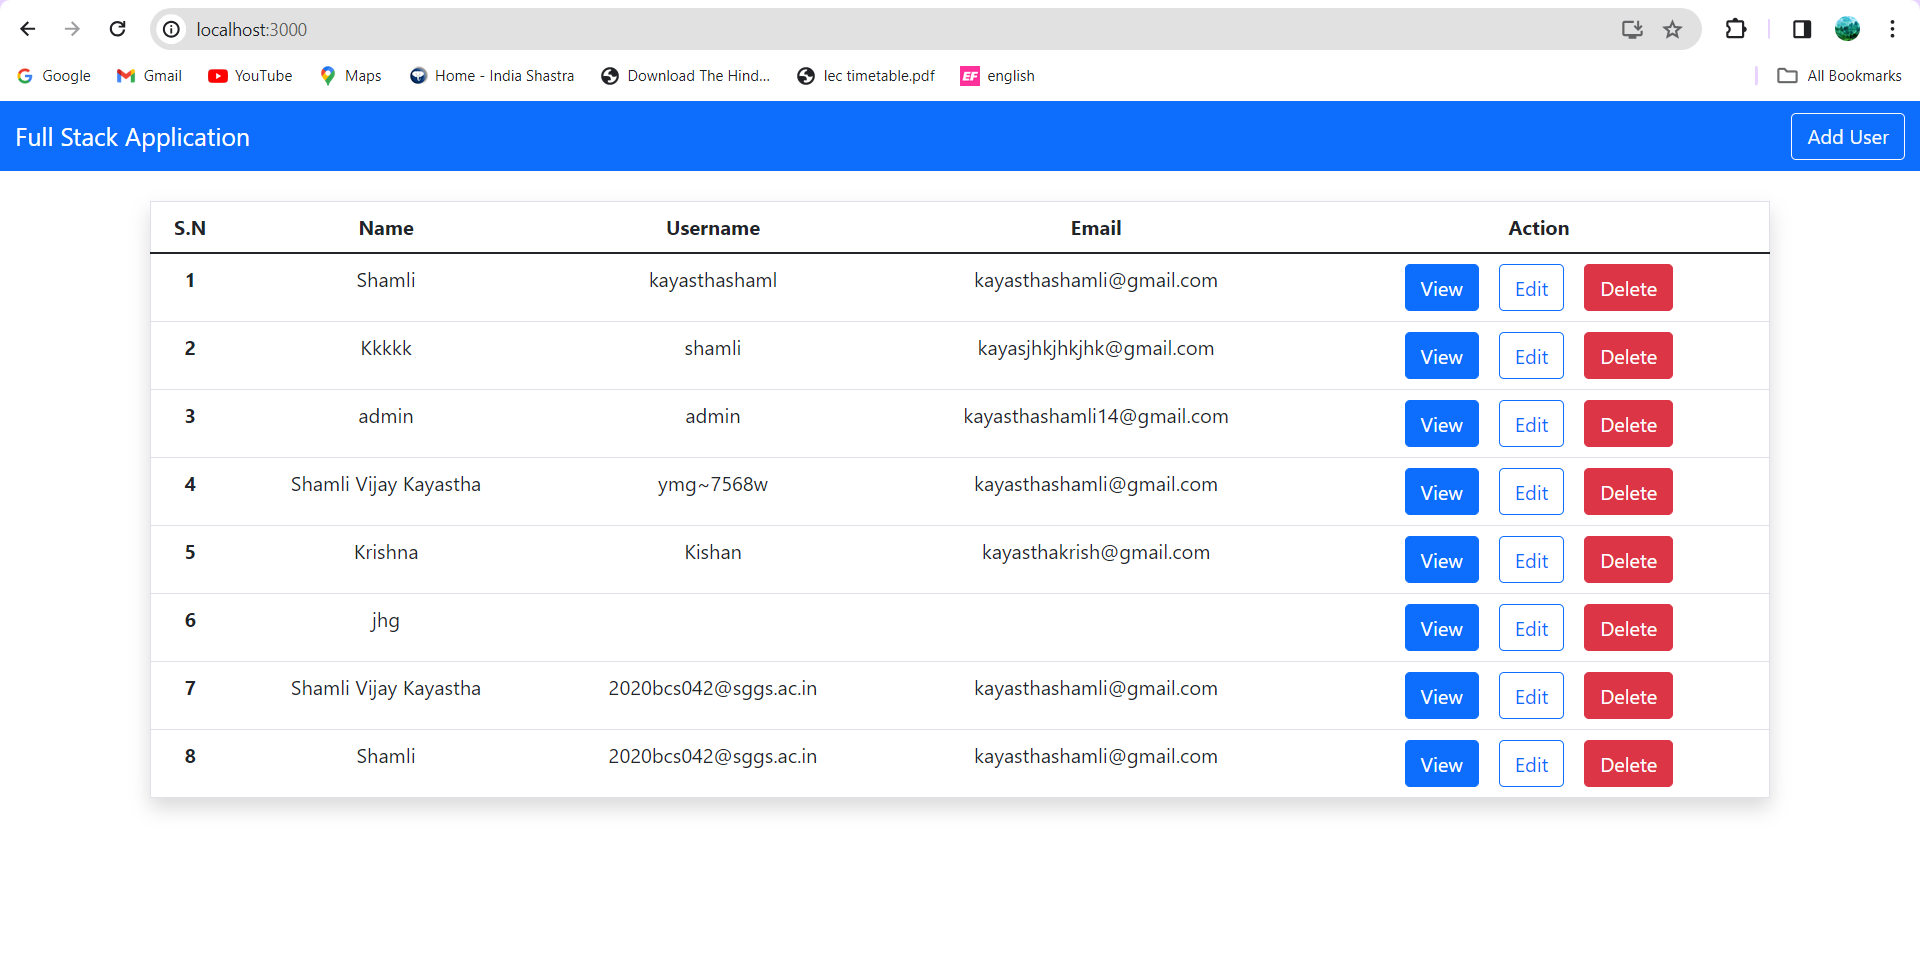 localhost:3000
Google Gmail YouTube Maps Home - India Shastra Download The Hind... lec timetable.pdf EF english All Bookmarks
Full Stack Application Add User
S.N Name Username Email Action
1 Shamli kayasthashaml kayasthashamli@gmail.com View Edit Delete
2 Kkkkk shamli kayasjhkjhkjhk@gmail.com View Edit Delete
3 admin admin kayasthashamli14@gmail.com View Edit Delete
4 Shamli Vijay Kayastha ymg~7568w kayasthashamli@gmail.com View Edit Delete
5 Krishna Kishan kayasthakrish@gmail.com View Edit Delete
6 jhg View Edit Delete
7 Shamli Vijay Kayastha 2020bcs042@sggs.ac.in kayasthashamli@gmail.com View Edit Delete
8 Shamli 2020bcs042@sggs.ac.in kayasthashamli@gmail.com View Edit Delete